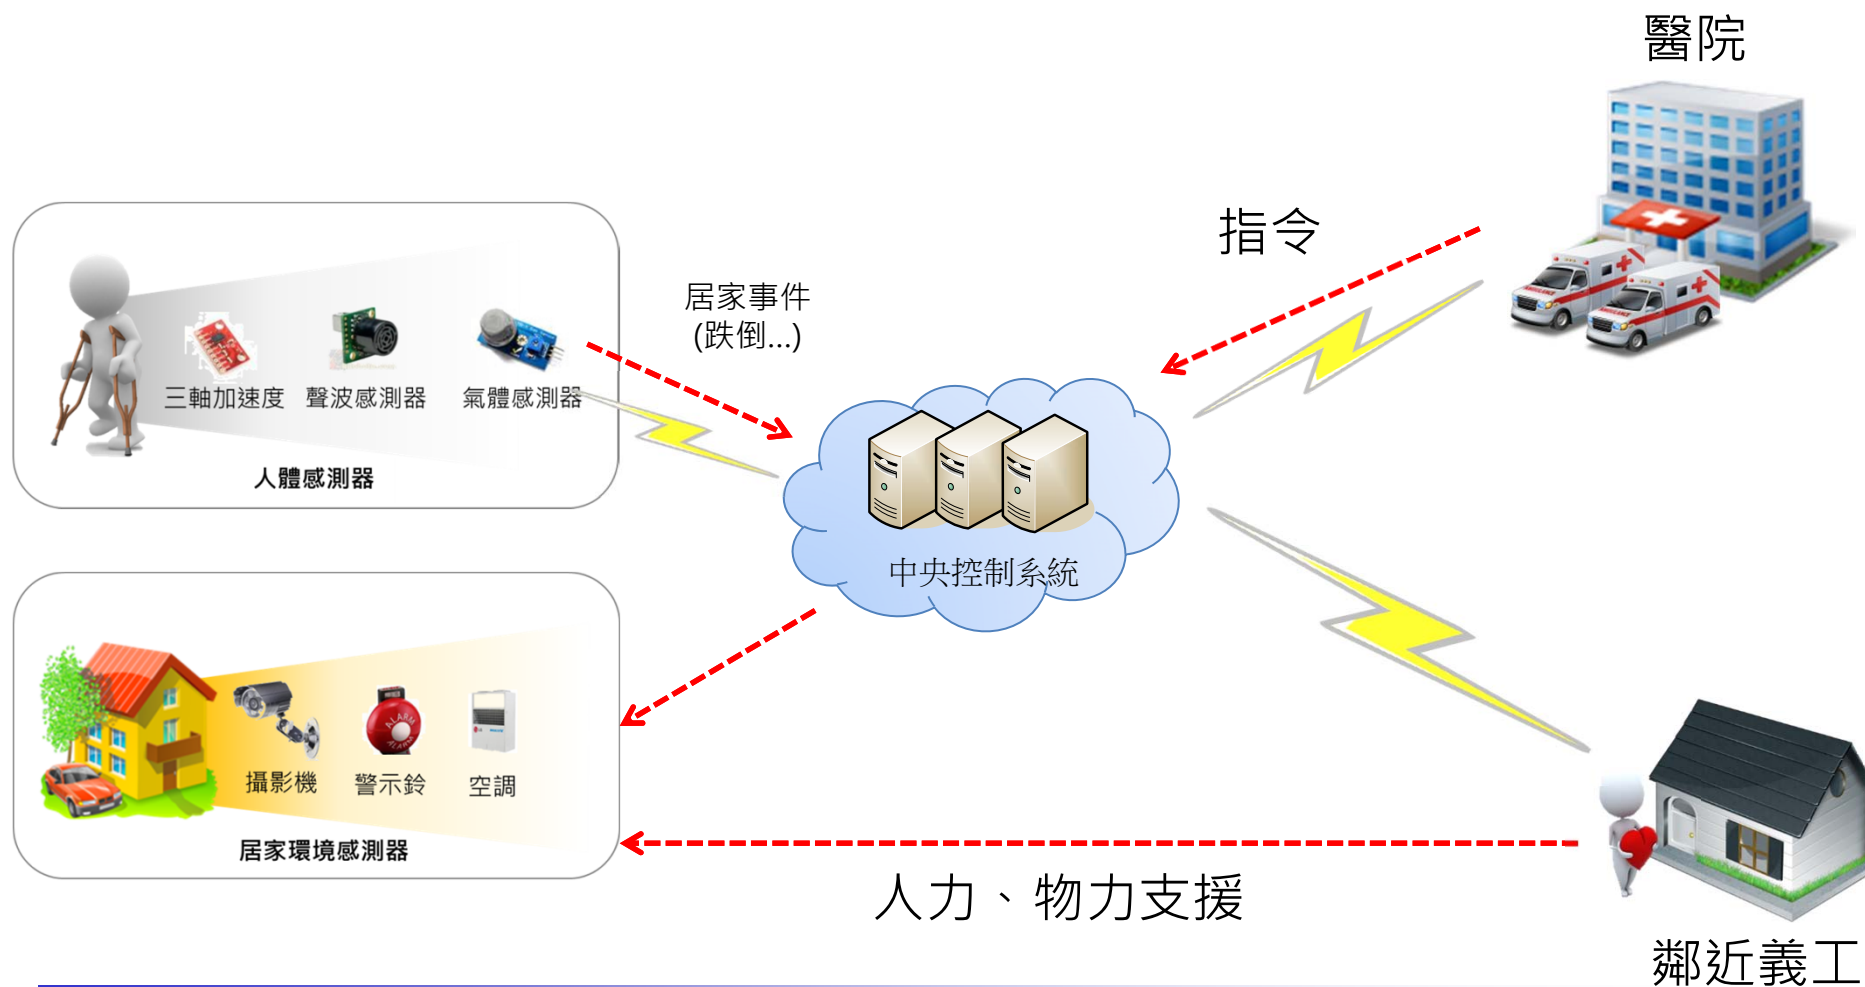 醫院
指令
居家事件
(跌倒...)
三軸加速度
聲波感測器
氣體感測器
人體感測器
中央控制系統
ALARM
ALARM
攝影機
警示鈴
空調
居家環境感測器
人力、物力支援
鄰近義工